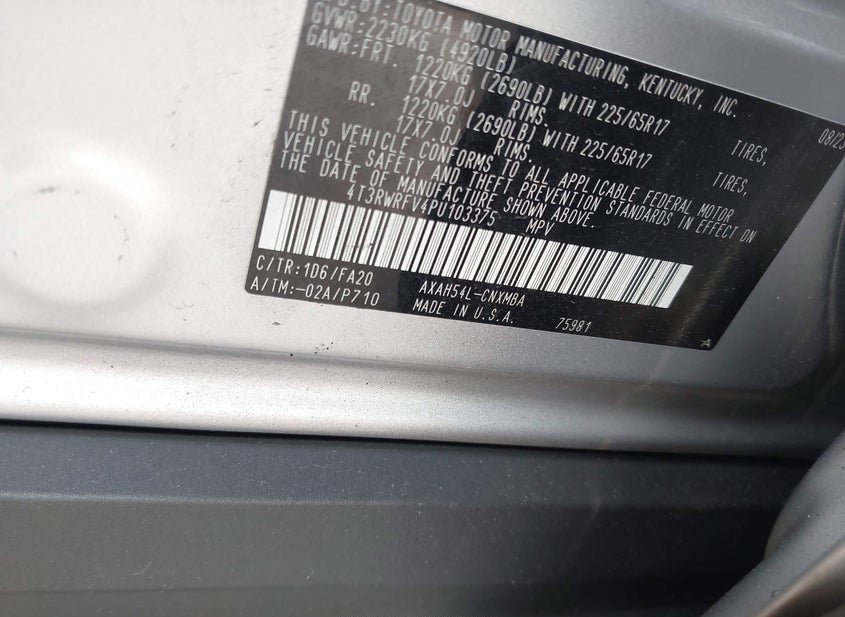 BY:TOYOTA MOTOR MANUFACTURING, KENTUCKY, INC.
GVWR:2230KG (4920LB) 08/23
GAWR:FRT. 1220KG (2690LB) WITH 225/65R17 TIRES,
17X7.0J RIMS.
RR. 1220KG (2690LB) WITH 225/65R17 TIRES,
17X7.0J RIMS.
THIS VEHICLE CONFORMS TO ALL APPLICABLE FEDERAL MOTOR
VEHICLE SAFETY AND THEFT PREVENTION STANDARDS IN EFFECT ON
THE DATE OF MANUFACTURE SHOWN ABOVE.
4T3RWRFV4PU103375 MPV
C/TR:1D6/FA20 AXAH54L-CNXMBA
A/TM:-02A/P710 MADE IN U.S.A. 75981 A